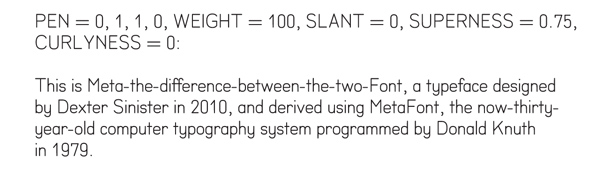 PEN = 0, 1, 1, 0, WEIGHT = 100, SLANT = 0, SUPERNESS = 0.75,
CURLYNESS = 0:
This is Meta-the-difference-between-the-two-Font, a typeface designed
by Dexter Sinister in 2010, and derived using MetaFont, the now-thirty-
year-old computer typography system programmed by Donald Knuth
in 1979.